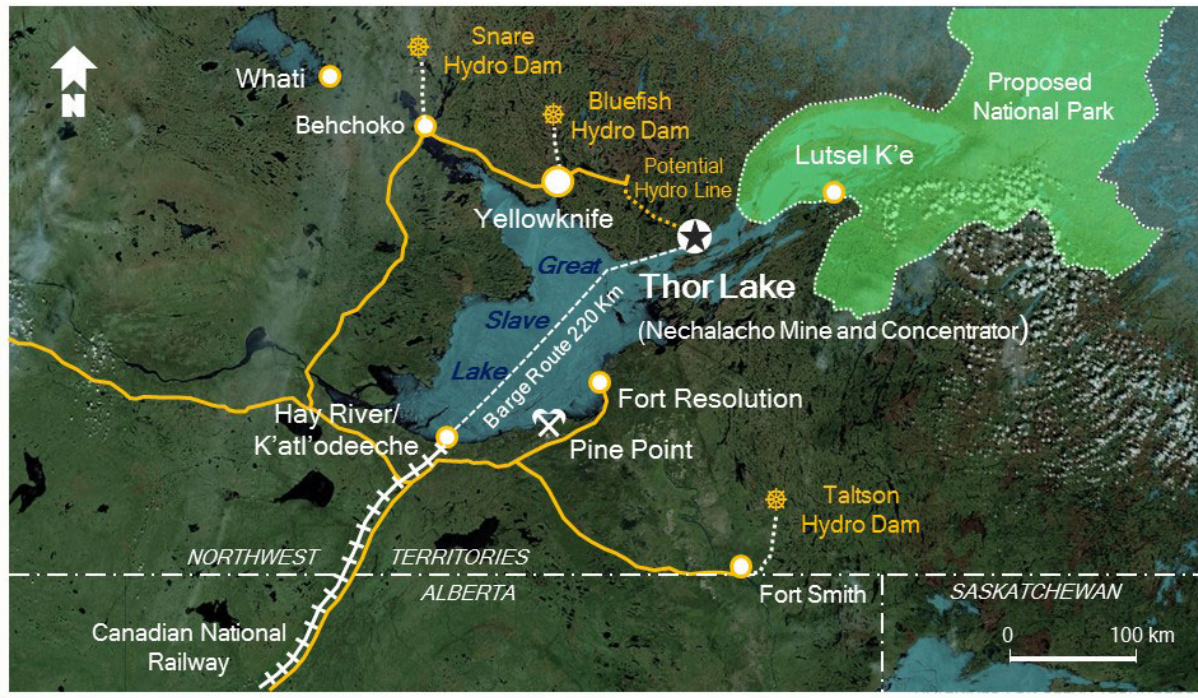 N
Whati
Snare
Hydro Dam
Behchoko
Bluefish
Hydro Dam
Potential
Hydro Line
Yellowknife
Proposed
National Park
Lutsel K'e
Great
Slave
Lake
Barge Route 220 Km
Thor Lake
(Nechalacho Mine and Concentrator)
Fort Resolution
Pine Point
Hay River/
K'atl'odeeche
Taltson
Hydro Dam
NORTHWEST TERRITORIES
ALBERTA
Fort Smith
SASKATCHEWAN
Canadian National
Railway
0 100 km